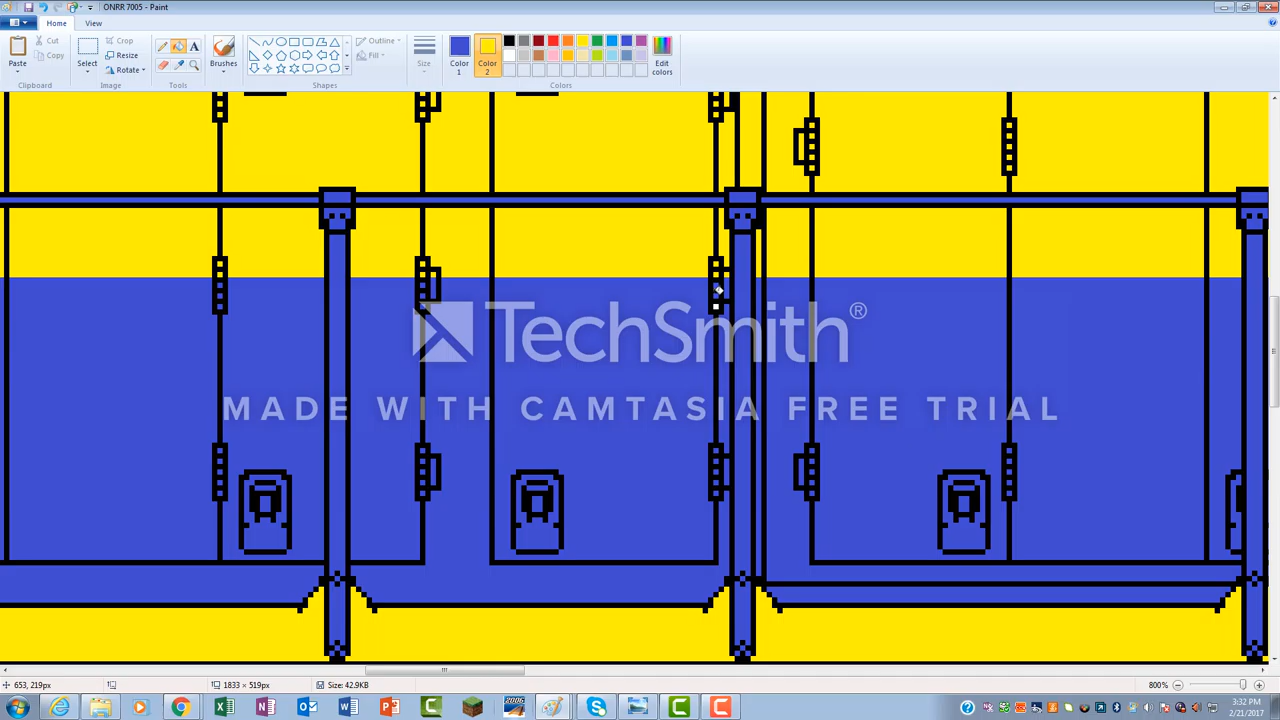 ONRR 7005 - Paint
Home
View
Paste
Cut
Copy
Clipboard
Select
Crop
Resize
Rotate
Image
Tools
A
Brushes
Shapes
Outline
Fill
Size
Color 1
Color 2
Edit colors
Colors
TechSmith®
MADE WITH CAMTASIA FREE TRIAL
653, 219px
1833 × 519px
Size: 42.9KB
800%
2006
3:32 PM
2/21/2017